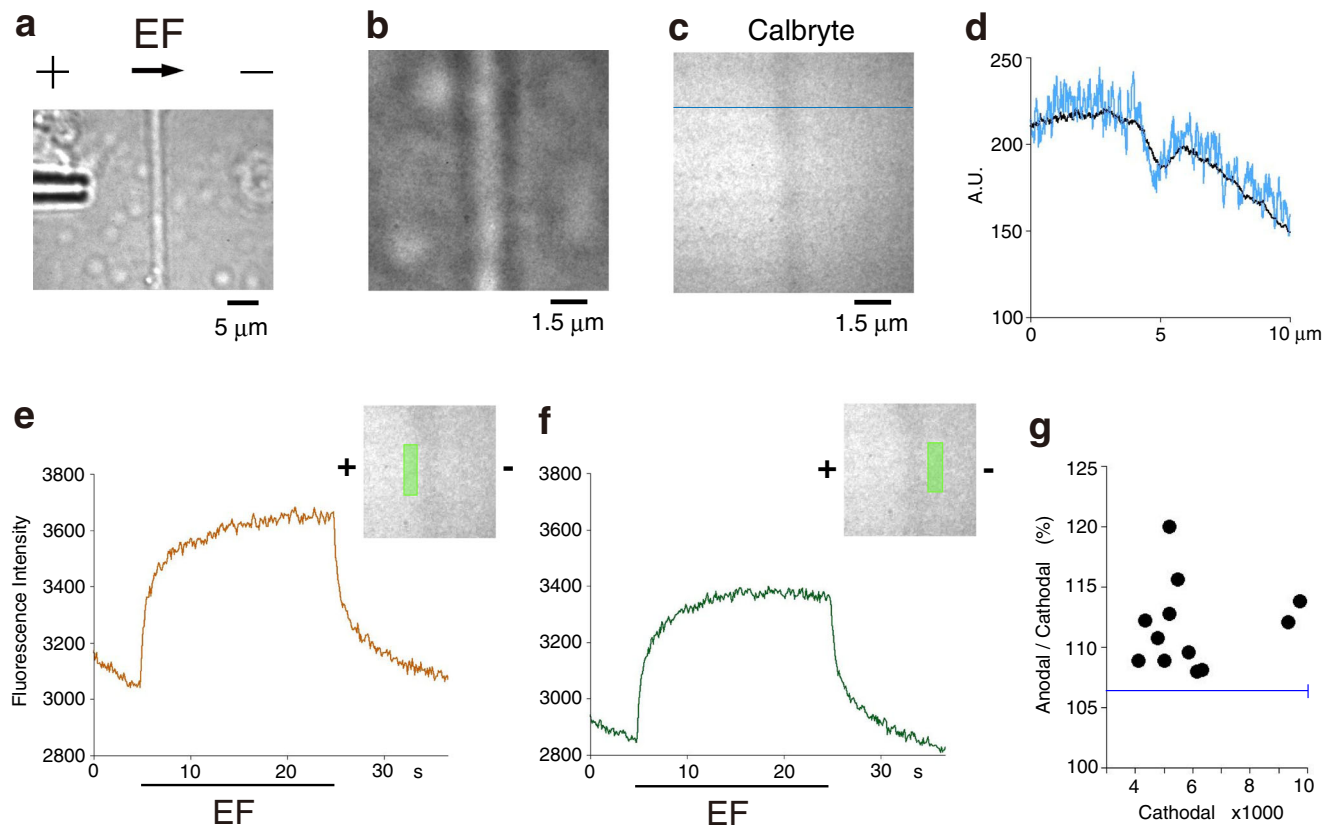 a
EF
+
−
5 μm
b
1.5 μm
c
Calbryte
1.5 μm
d
250
200
150
100
A.U.
0
5
10 μm
e
+
-
3800
3600
3400
3200
3000
2800
Fluorescence Intensity
0
10
20
30
s
EF
f
+
-
3800
3600
3400
3200
3000
2800
0
10
20
30
s
EF
g
125
120
115
110
105
100
Anodal / Cathodal (%)
4
6
8
10
Cathodal x1000